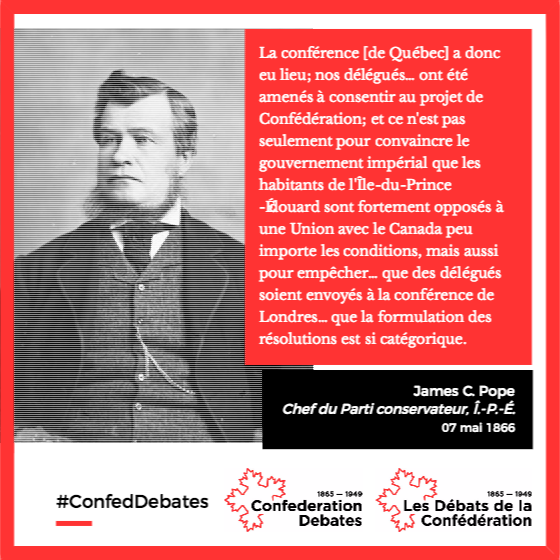 La conférence [de Québec] a donc
eu lieu; nos délégués... ont été
amenés à consentir au projet de
Confédération; et ce n'est pas
seulement pour convaincre le
gouvernement impérial que les
habitants de l'Île-du-Prince
-Édouard sont fortement opposés à
une Union avec le Canada peu
importe les conditions, mais aussi
pour empêcher... que des délégués
soient envoyés à la conférence de
Londres... que la formulation des
résolutions est si catégorique.
James C. Pope
Chef du Parti conservateur, Î.-P.-É.
07 mai 1866
#ConfedDebates
1865 — 1949
Confederation
Debates
1865 — 1949
Les Débats de la
Confédération